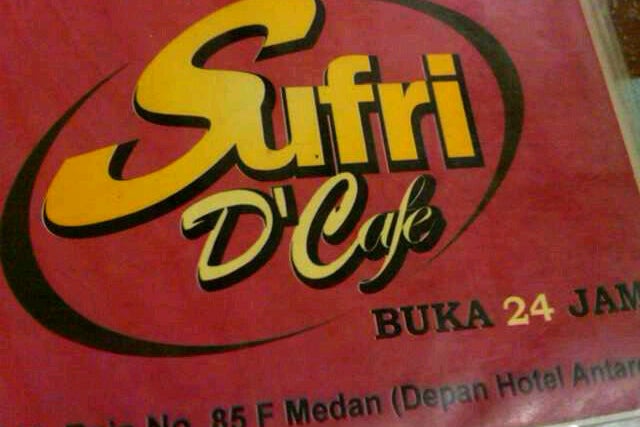 Sufri
D'Cafe
BUKA 24 JAM
No. 85 F Medan (Depan Hotel